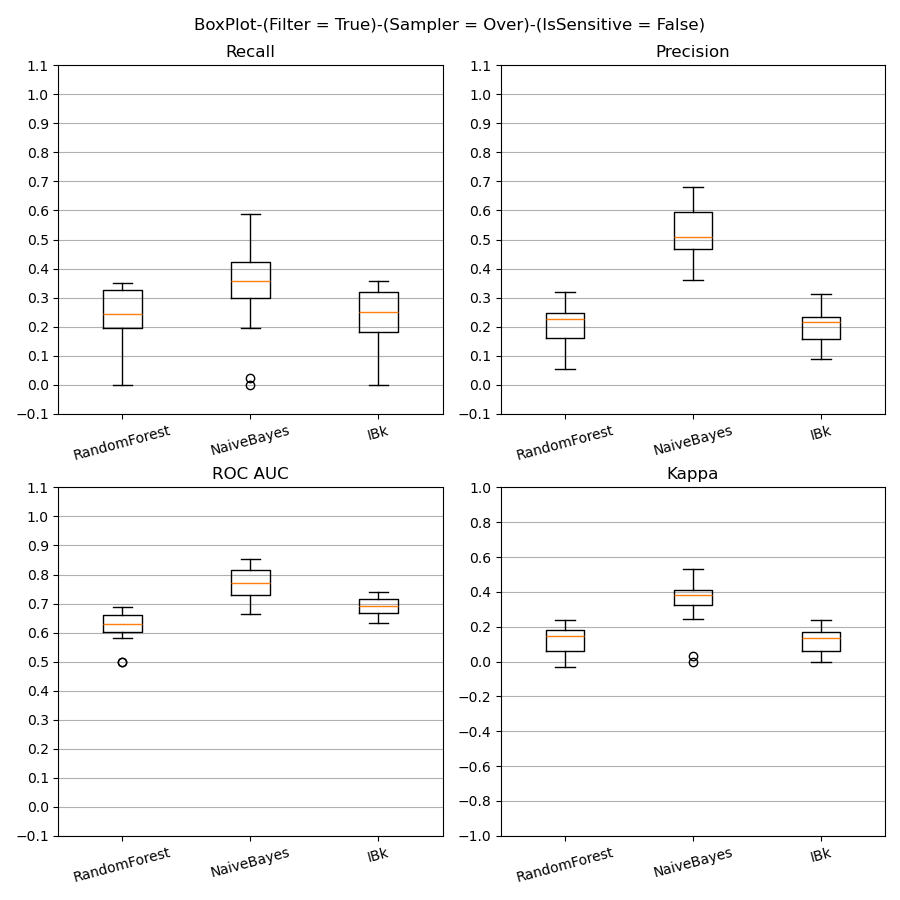 BoxPlot-(Filter = True)-(Sampler = Over)-(IsSensitive = False)
Recall
1.1
1.0
0.9
0.8
0.7
0.6
0.5
0.4
0.3
0.2
0.1
0.0
−0.1
RandomForest
NaiveBayes
IBk
Precision
1.1
1.0
0.9
0.8
0.7
0.6
0.5
0.4
0.3
0.2
0.1
0.0
−0.1
RandomForest
NaiveBayes
IBk
ROC AUC
1.1
1.0
0.9
0.8
0.7
0.6
0.5
0.4
0.3
0.2
0.1
0.0
−0.1
RandomForest
NaiveBayes
IBk
Kappa
1.0
0.8
0.6
0.4
0.2
0.0
−0.2
−0.4
−0.6
−0.8
−1.0
RandomForest
NaiveBayes
IBk